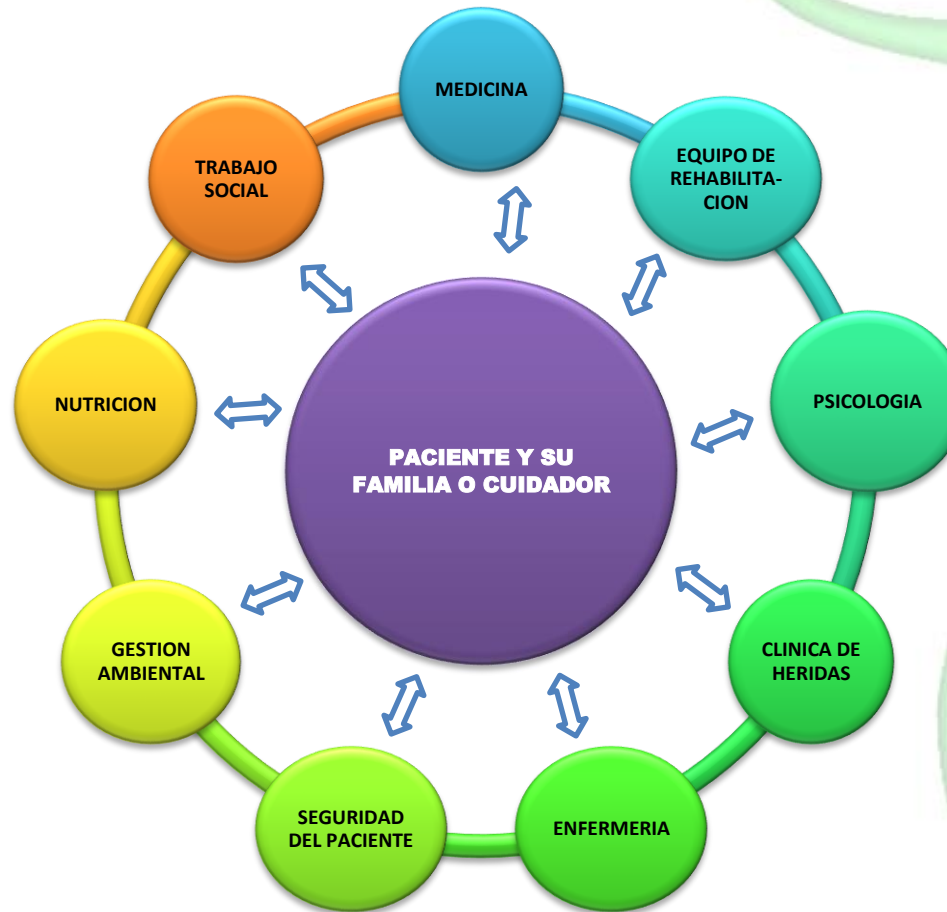 MEDICINA
EQUIPO DE
REHABILITA-
CION
PSICOLOGIA
CLINICA DE
HERIDAS
ENFERMERIA
SEGURIDAD
DEL PACIENTE
GESTION
AMBIENTAL
NUTRICION
TRABAJO
SOCIAL
PACIENTE Y SU
FAMILIA O CUIDADOR